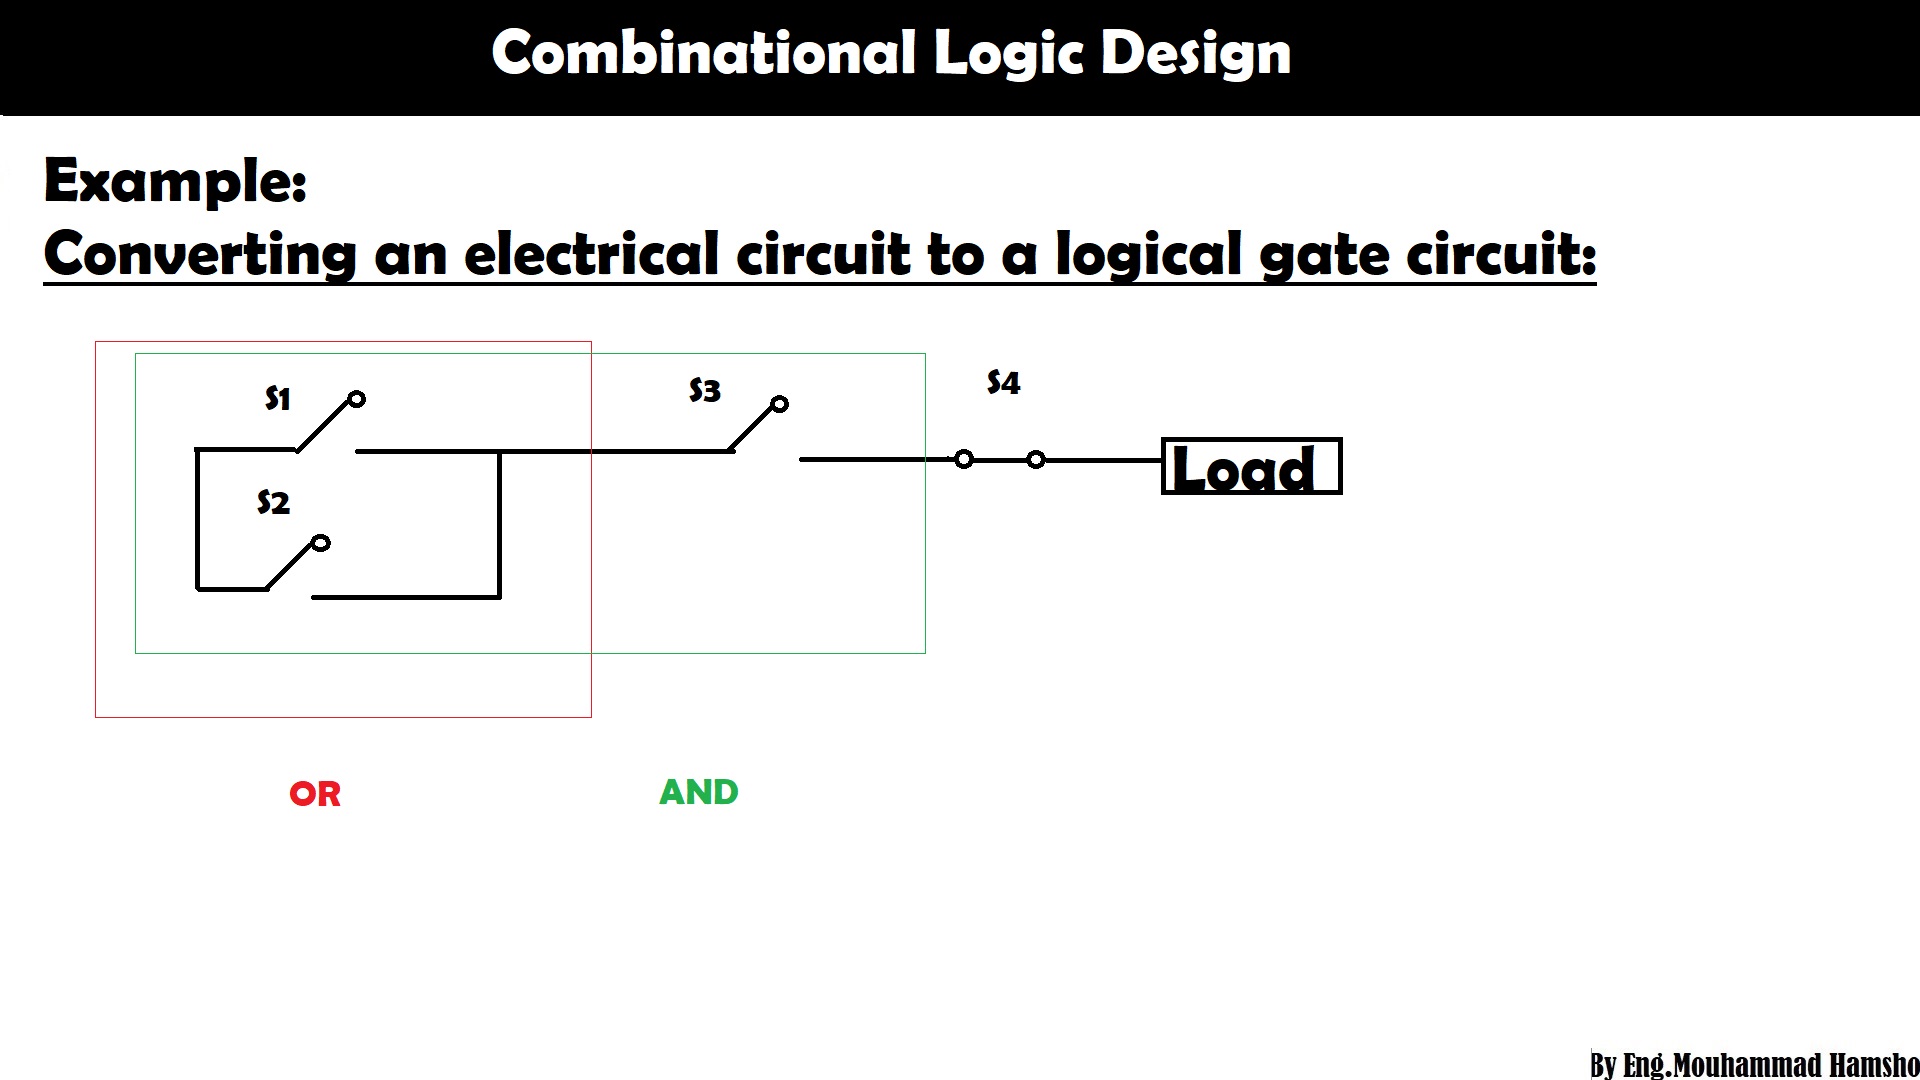 Combinational Logic Design
Example:
Converting an electrical circuit to a logical gate circuit:
S1
S3
S4
Load
S2
OR
AND
By Eng.Mouhammad Hamsho